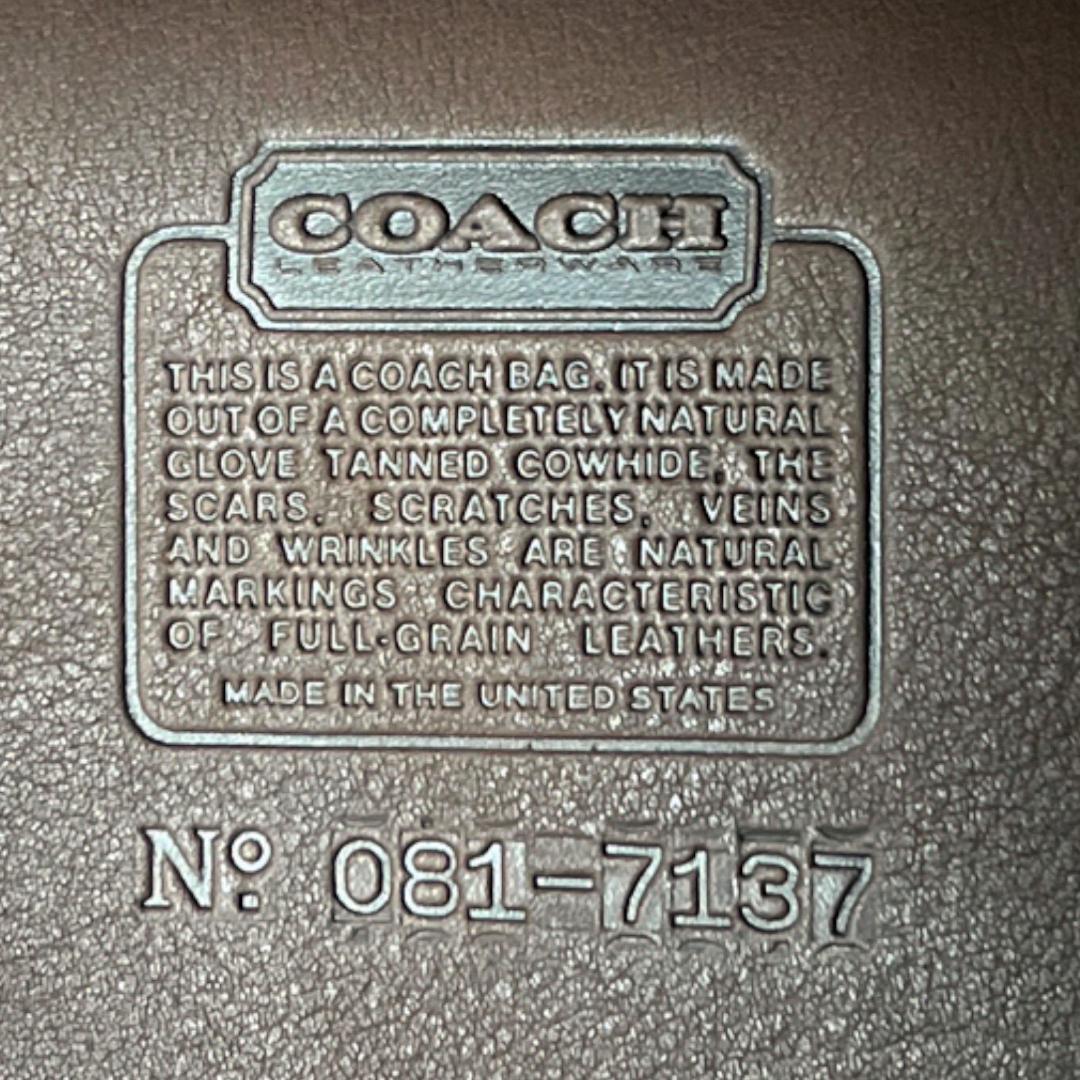 COACH
LEATHERWARE
THIS IS A COACH BAG. IT IS MADE
OUT OF A COMPLETELY NATURAL
GLOVE TANNED COWHIDE, THE
SCARS, SCRATCHES, VEINS
AND WRINKLES ARE NATURAL
MARKINGS CHARACTERISTIC
OF FULL-GRAIN LEATHERS.
MADE IN THE UNITED STATES
Nº: 081-7137